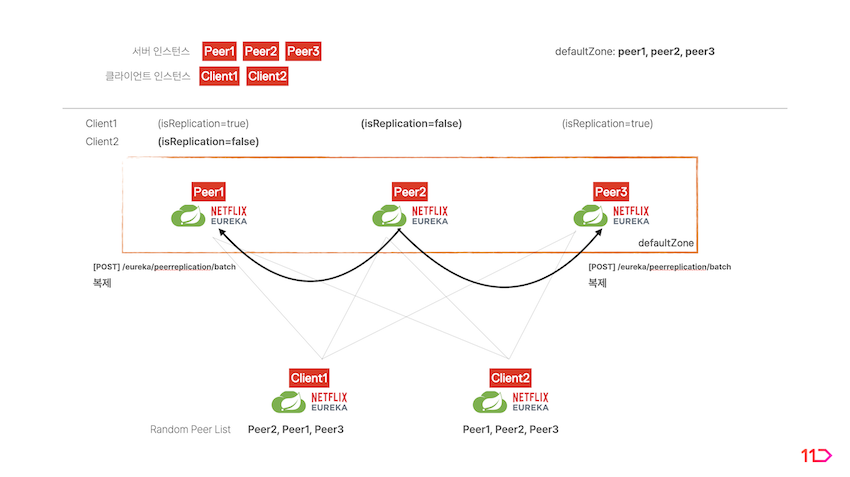 서버 인스턴스 Peer1 Peer2 Peer3 defaultZone: peer1, peer2, peer3
클라이언트 인스턴스 Client1 Client2
Client1 (isReplication=true) (isReplication=false) (isReplication=true)
Client2 (isReplication=false)
Peer1 Peer2 Peer3
NETFLIX NETFLIX NETFLIX
EUREKA EUREKA EUREKA
defaultZone
[POST] /eureka/peerreplication/batch [POST] /eureka/peerreplication/batch
복제 복제
Client1 Client2
NETFLIX NETFLIX
EUREKA EUREKA
Random Peer List Peer2, Peer1, Peer3 Peer1, Peer2, Peer3
11